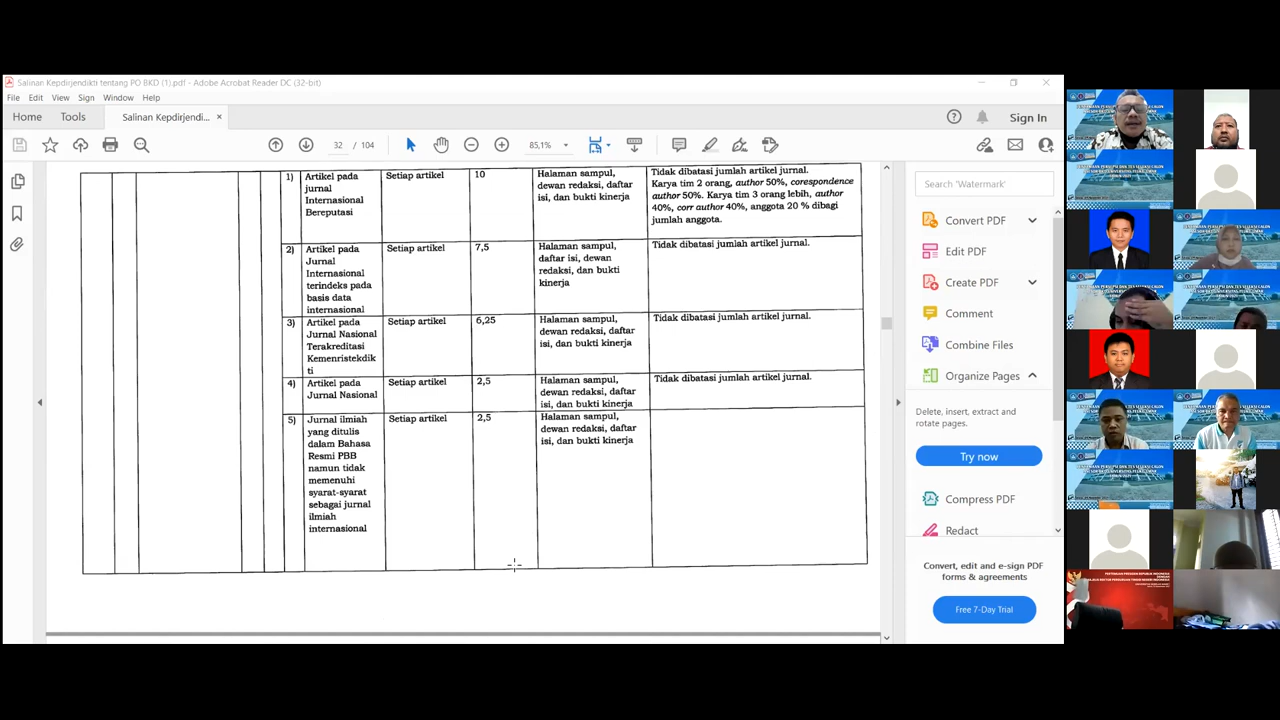 Salinan Kepdirjendikti tentang PO BKD (1).pdf - Adobe Acrobat Reader DC (32-bit)
File Edit View Sign Window Help
Home Tools Salinan Kepdirjendi... × Sign In
32 / 104 85,1%
1) Artikel pada jurnal Internasional Bereputasi
Setiap artikel
10
Halaman sampul,
dewan redaksi, daftar
isi, dan bukti kinerja
Tidak dibatasi jumlah artikel jurnal.
Karya tim 2 orang, author 50%, corespondence
author 50%. Karya tim 3 orang lebih, author
40%, corr author 40%, anggota 20 % dibagi
jumlah anggota.
2) Artikel pada
Jurnal
Internasional
terindeks pada
basis data
internasional
Setiap artikel
7,5
Halaman sampul,
daftar isi, dewan
redaksi, dan bukti
kinerja
Tidak dibatasi jumlah artikel jurnal.
3) Artikel pada
Jurnal Nasional
Terakreditasi
Kemenristekdik
ti
Setiap artikel
6,25
Halaman sampul,
dewan redaksi, daftar
isi, dan bukti kinerja
Tidak dibatasi jumlah artikel jurnal.
4) Artikel pada
Jurnal Nasional
Setiap artikel
2,5
Halaman sampul,
dewan redaksi, daftar
isi, dan bukti kinerja
Tidak dibatasi jumlah artikel jurnal.
5) Jurnal ilmiah
yang ditulis
dalam Bahasa
Resmi PBB
namun tidak
memenuhi
syarat-syarat
sebagai jurnal
ilmiah
internasional
Setiap artikel
2,5
Halaman sampul,
dewan redaksi, daftar
isi, dan bukti kinerja
Search 'Watermark'
Convert PDF
Edit PDF
Create PDF
Comment
Combine Files
Organize Pages
Delete, insert, extract and
rotate pages.
Try now
Compress PDF
Redact
Convert, edit and e-sign PDF
forms & agreements
Free 7-Day Trial